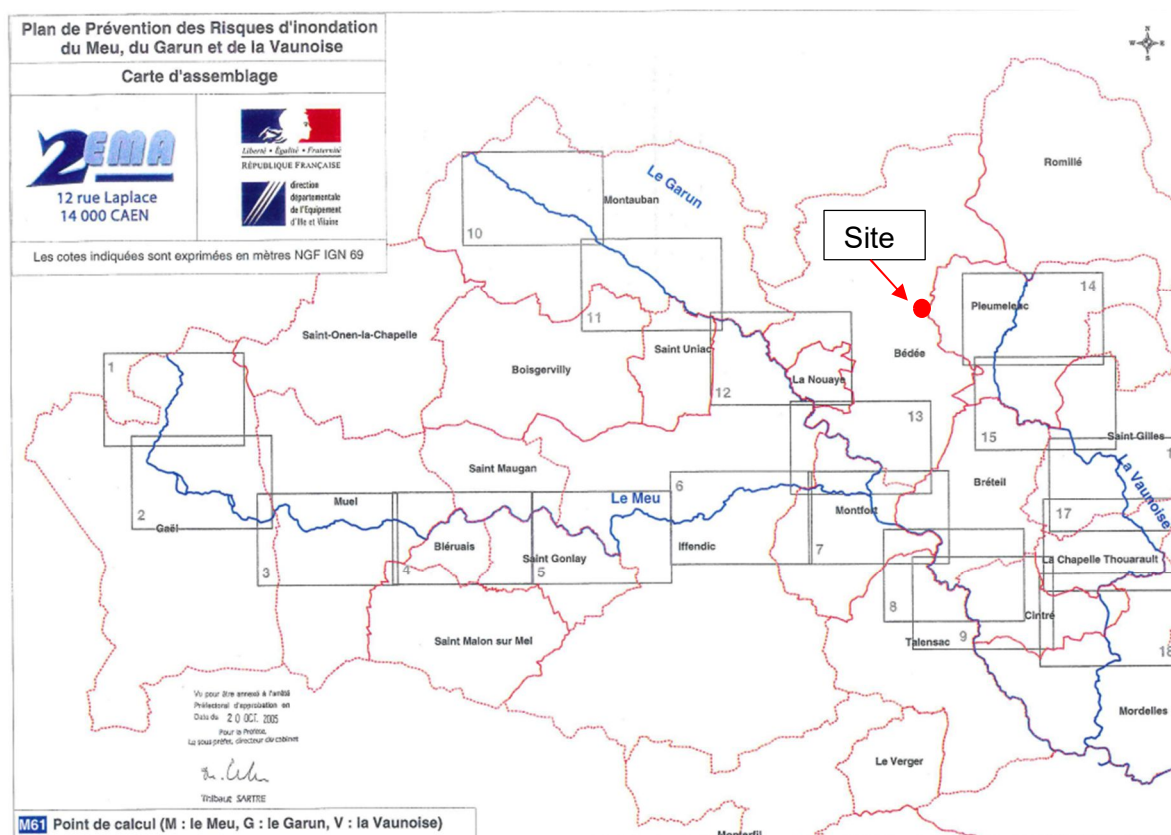 Plan de Prévention des Risques d'inondation
du Meu, du Garun et de la Vaunoise
Carte d'assemblage
2EMA
12 rue Laplace
14 000 CAEN
Liberté • Égalité • Fraternité
RÉPUBLIQUE FRANÇAISE
direction
départementale
de l'Equipement
d'Ille et Vilaine
Les cotes indiquées sont exprimées en mètres NGF IGN 69
N
W E
S
Romillé
Le Garun
Montauban
10
Site
Pleumeleuc
14
11
Saint-Onen-la-Chapelle
Saint Uniac
Bédée
1
Boisgervilly
La Nouaye
12
13
15
Saint Gilles
Saint Maugan
La Vaunoise
6
Bréteil
Muel
Le Meu
Montfort
2
Gaël
17
Bléruais
Iffendic
7
Saint Gonlay
La Chapelle Thouarault
3
4
5
8
Cintré
Saint Malon sur Mel
Talensac
9
18
Vu pour être annexé à l'arrêté
Préfectoral d'approbation en
Date du 20 OCT. 2005
Pour la Préfète,
Le sous préfet, directeur de cabinet
Thibaut SARTRE
Mordelles
Le Verger
M61 Point de calcul (M : le Meu, G : le Garun, V : la Vaunoise)
Monterfil